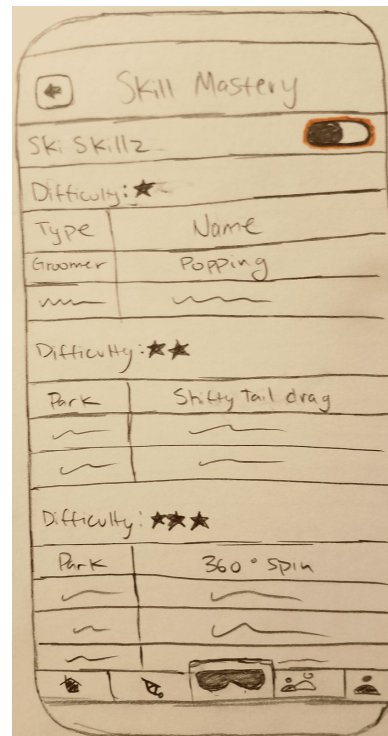 Skill Mastery
Ski Skillz
Difficulty: ★
Type Name
Groomer Popping
Difficulty: ★★
Park Shifty Tail drag
Difficulty: ★★★
Park 360° Spin